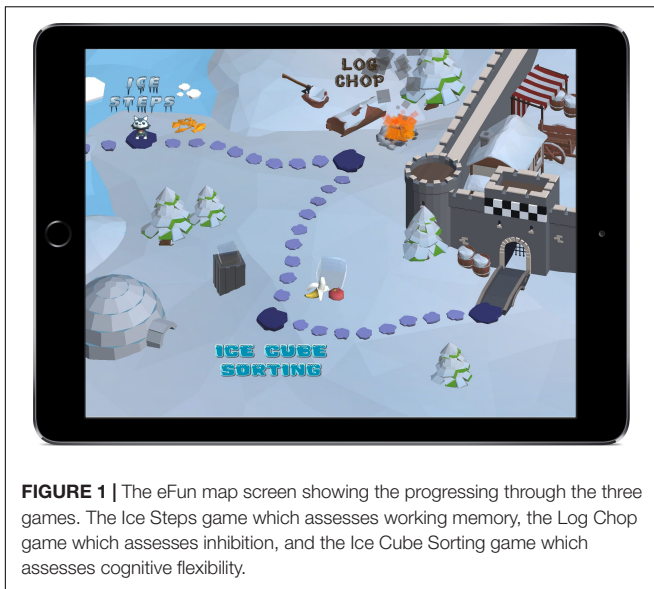 ICE
STEPS
LOG
CHOP
ICE CUBE
SORTING
FIGURE 1 | The eFun map screen showing the progressing through the three
games. The Ice Steps game which assesses working memory, the Log Chop
game which assesses inhibition, and the Ice Cube Sorting game which
assesses cognitive flexibility.